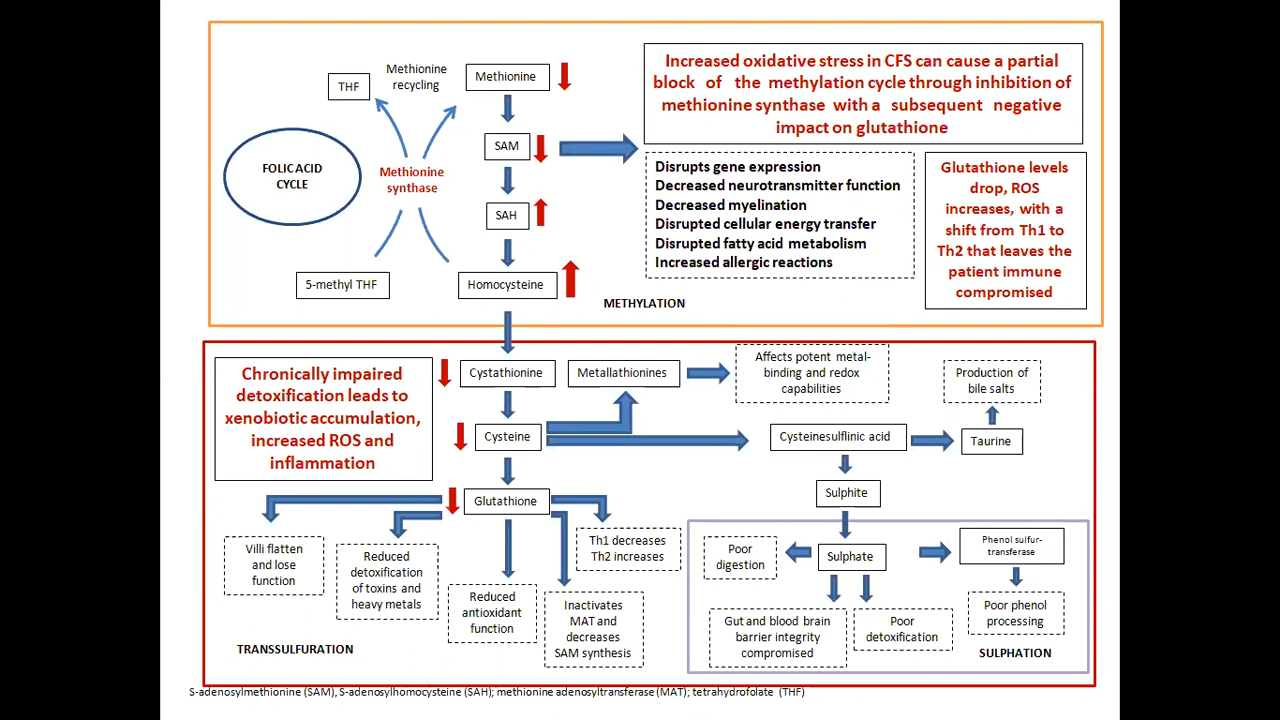 Increased oxidative stress in CFS can cause a partial
block of the methylation cycle through inhibition of
methionine synthase with a subsequent negative
impact on glutathione
Methionine
recycling
THF
Methionine
SAM
FOLIC ACID
CYCLE
Methionine
synthase
SAH
5-methyl THF
Homocysteine
Disrupts gene expression
Decreased neurotransmitter function
Decreased myelination
Disrupted cellular energy transfer
Disrupted fatty acid metabolism
Increased allergic reactions
Glutathione levels
drop, ROS
increases, with a
shift from Th1 to
Th2 that leaves the
patient immune
compromised
METHYLATION
Chronically impaired
detoxification leads to
xenobiotic accumulation,
increased ROS and
inflammation
Cystathionine
Metallathionines
Affects potent metal-
binding and redox
capabilities
Production of
bile salts
Cysteine
Cysteinesulflinic acid
Taurine
Glutathione
Sulphite
Villi flatten
and lose
function
Reduced
detoxification
of toxins and
heavy metals
Reduced
antioxidant
function
Inactivates
MAT and
decreases
SAM synthesis
Th1 decreases
Th2 increases
Poor
digestion
Sulphate
Phenol sulfur-
transferase
Gut and blood brain
barrier integrity
compromised
Poor
detoxification
Poor phenol
processing
TRANSSULFURATION
SULPHATION
S-adenosylmethionine (SAM), S-adenosylhomocysteine (SAH); methionine adenosyltransferase (MAT); tetrahydrofolate (THF)